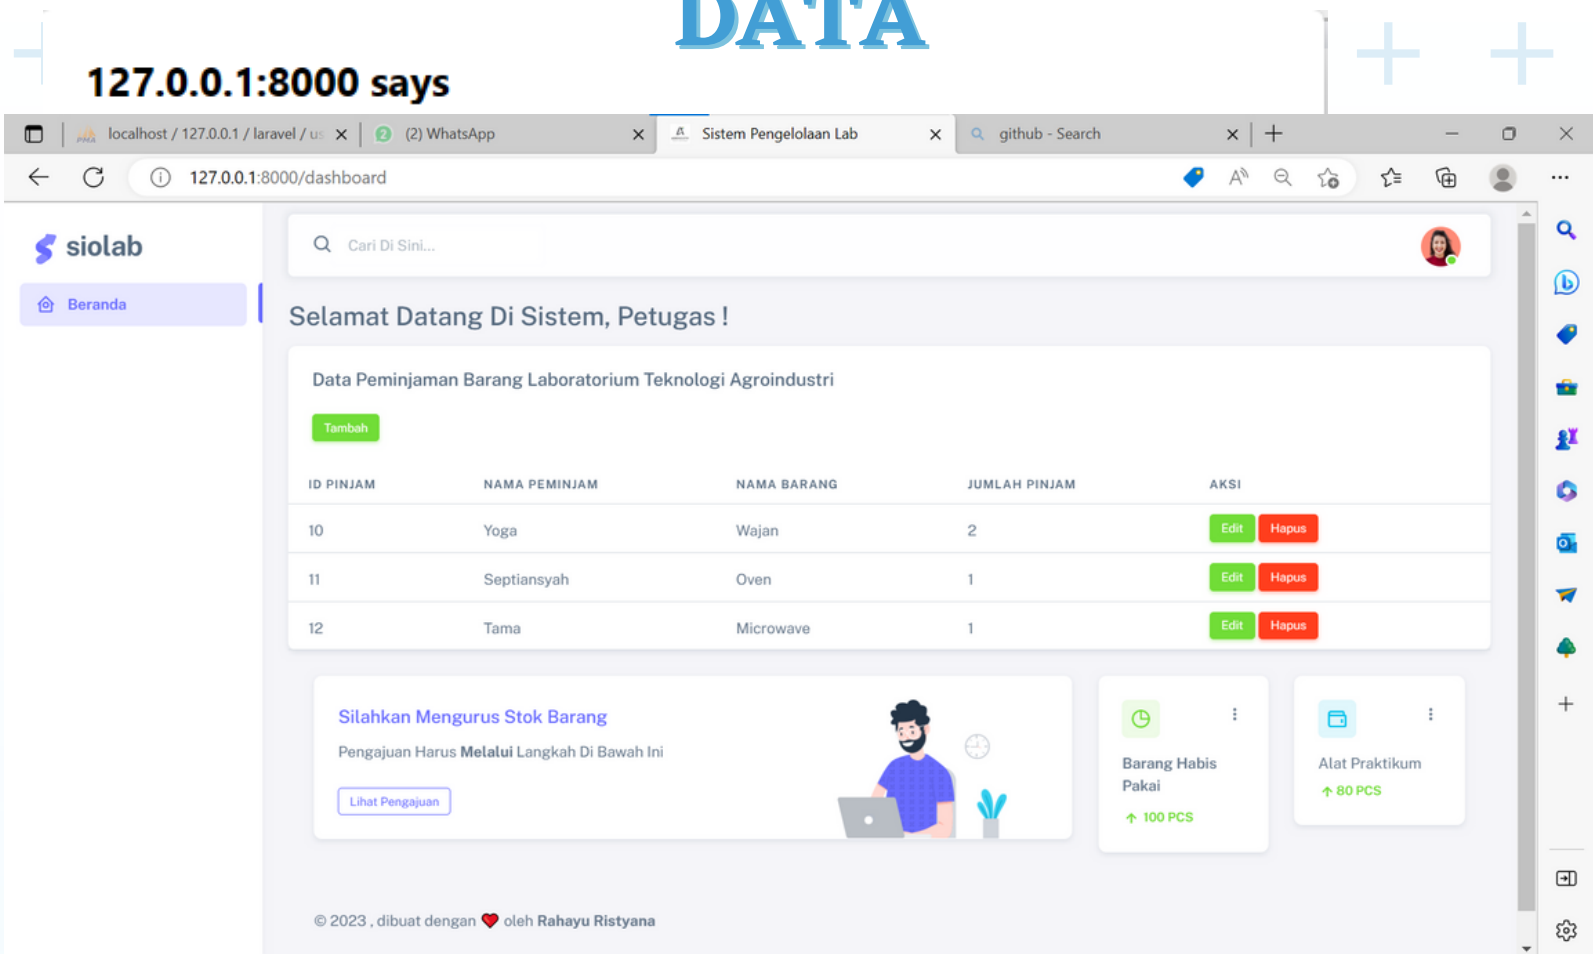 DATA
127.0.0.1:8000 says
localhost / 127.0.0.1 / laravel / us
(2) WhatsApp
Sistem Pengelolaan Lab
github - Search
127.0.0.1:8000/dashboard
siolab
Cari Di Sini...
Beranda
Selamat Datang Di Sistem, Petugas !
Data Peminjaman Barang Laboratorium Teknologi Agroindustri
Tambah
ID PINJAM NAMA PEMINJAM NAMA BARANG JUMLAH PINJAM AKSI
10 Yoga Wajan 2 Edit Hapus
11 Septiansyah Oven 1 Edit Hapus
12 Tama Microwave 1 Edit Hapus
Silahkan Mengurus Stok Barang
Pengajuan Harus Melalui Langkah Di Bawah Ini
Lihat Pengajuan
Barang Habis
Pakai
100 PCS
Alat Praktikum
80 PCS
© 2023 , dibuat dengan ❤ oleh Rahayu Ristyana